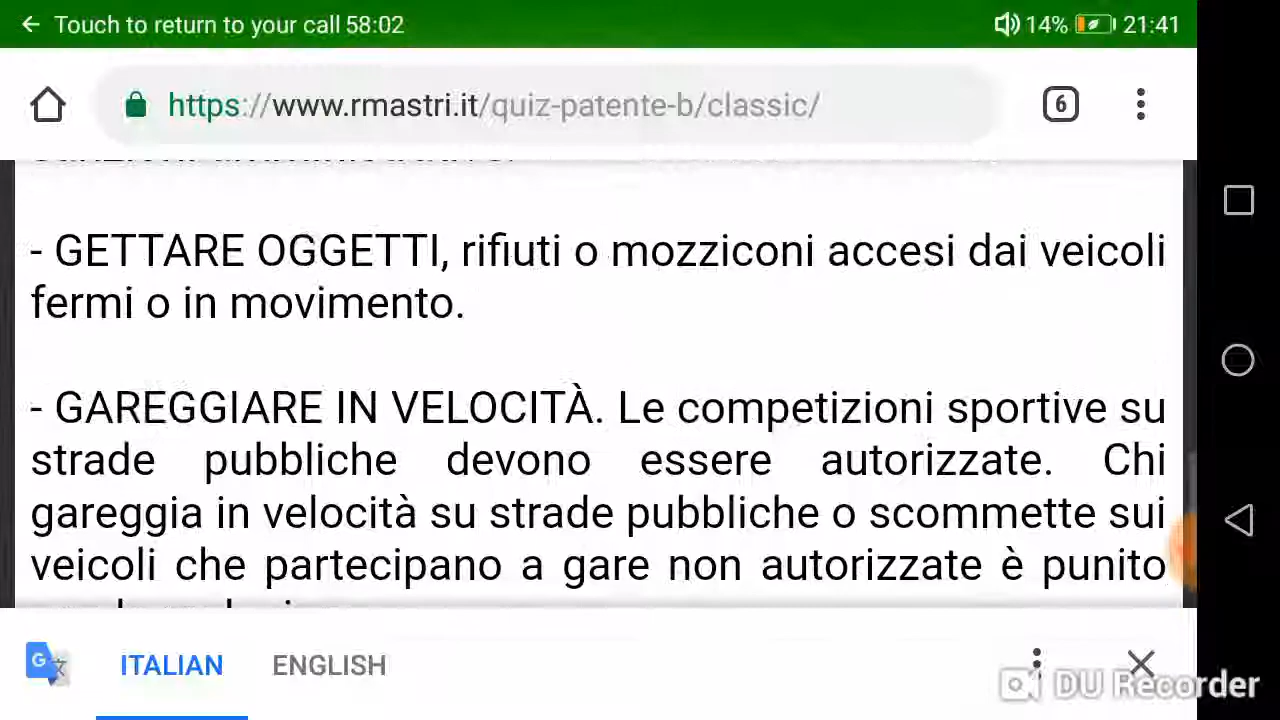 Touch to return to your call 58:02
14%
21:41
https://www.rmastri.it/quiz-patente-b/classic/
6
- GETTARE OGGETTI, rifiuti o mozziconi accesi dai veicoli
fermi o in movimento.
- GAREGGIARE IN VELOCITÀ. Le competizioni sportive su
strade pubbliche devono essere autorizzate. Chi
gareggia in velocità su strade pubbliche o scommette sui
veicoli che partecipano a gare non autorizzate è punito
ITALIAN
ENGLISH
DU Recorder